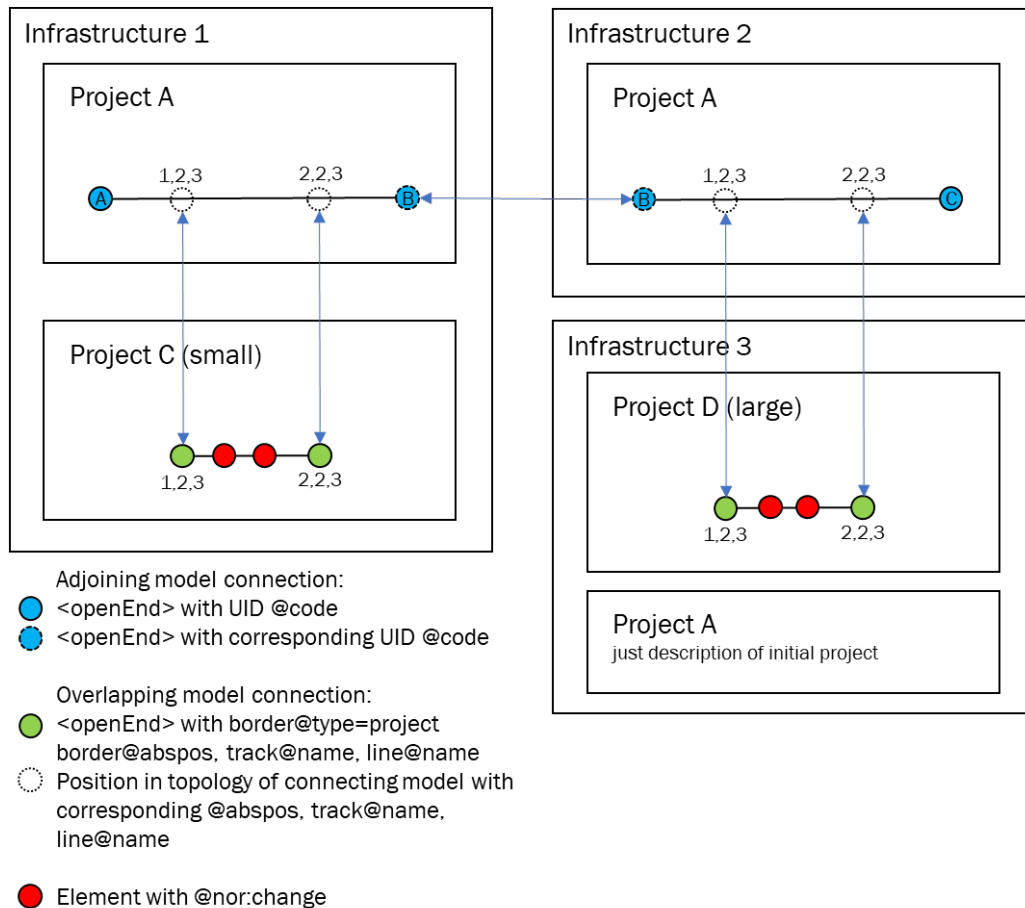 Infrastructure 1
Project A
1,2,3
2,2,3
A
B
Project C (small)
1,2,3
2,2,3
Infrastructure 2
Project A
1,2,3
2,2,3
B
C
Infrastructure 3
Project D (large)
1,2,3
2,2,3
Project A
just description of initial project
Adjoining model connection:
<openEnd> with UID @code
<openEnd> with corresponding UID @code
Overlapping model connection:
<openEnd> with border@type=project
border@abspos, track@name, line@name
Position in topology of connecting model with
corresponding @abspos, track@name,
line@name
Element with @nor:change